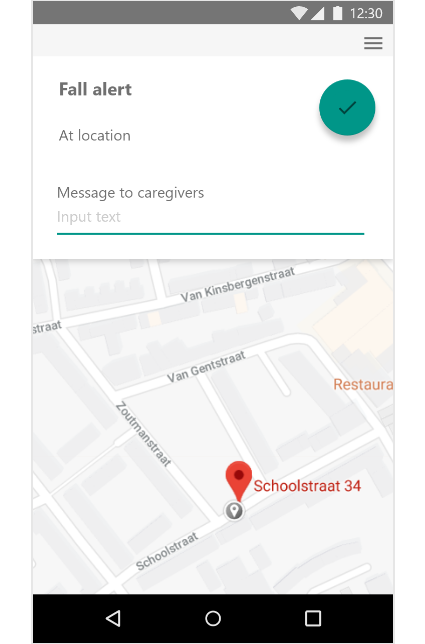 12:30
Fall alert
At location
Message to caregivers
Input text
Van Kinsbergenstraat
straat
Van Gentstraat
Restaura
Zoutmanstraat
Schoolstraat 34
Schoolstraat